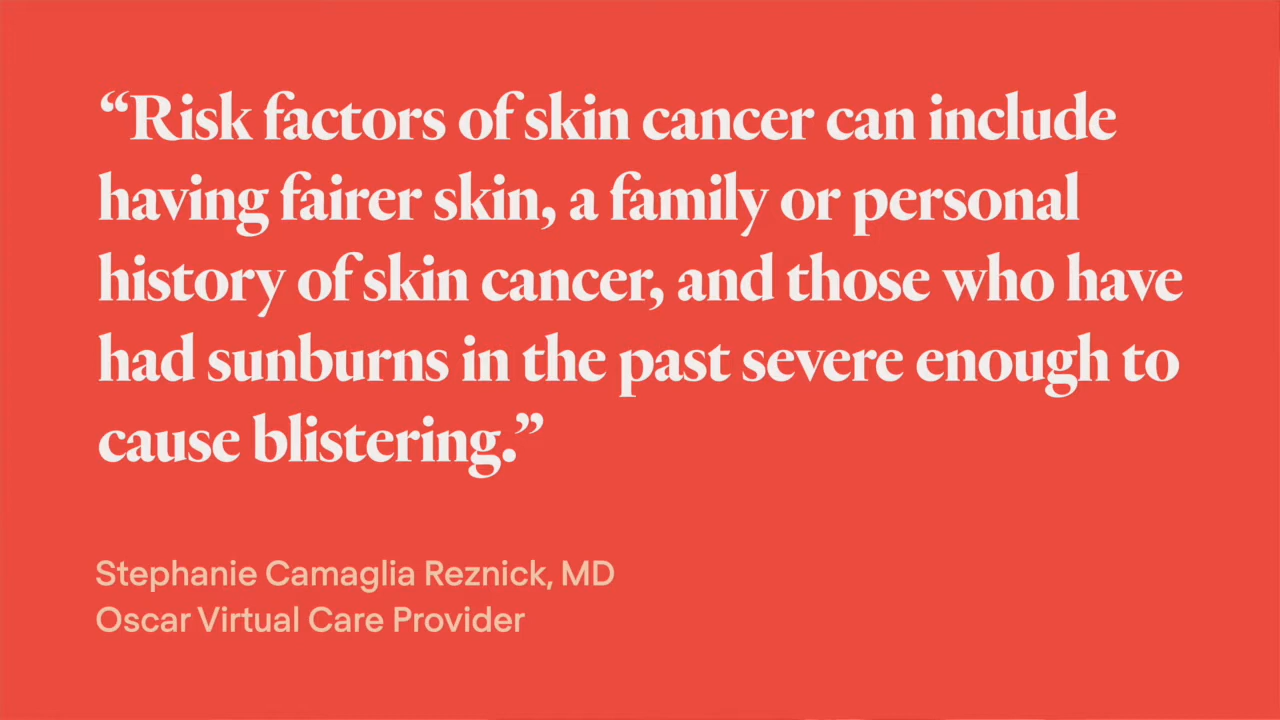 “Risk factors of skin cancer can include
having fairer skin, a family or personal
history of skin cancer, and those who have
had sunburns in the past severe enough to
cause blistering.”
Stephanie Camaglia Reznick, MD
Oscar Virtual Care Provider